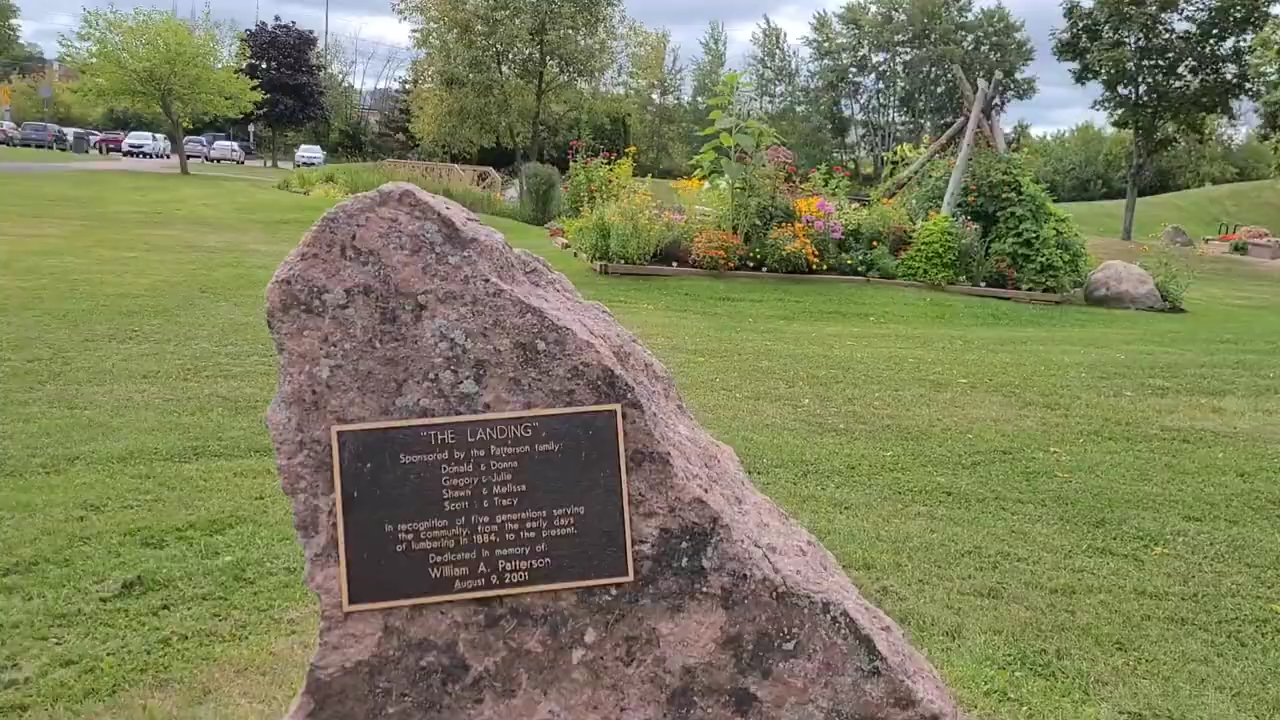 "THE LANDING"
Sponsored by the Patterson family:
Donald & Donna
Gregory & Julie
Shawn & Melissa
Scott & Tracy
In recognition of five generations serving
the community, from the early days
of lumbering in 1884, to the present.
Dedicated in memory of:
William A. Patterson
August 9, 2001